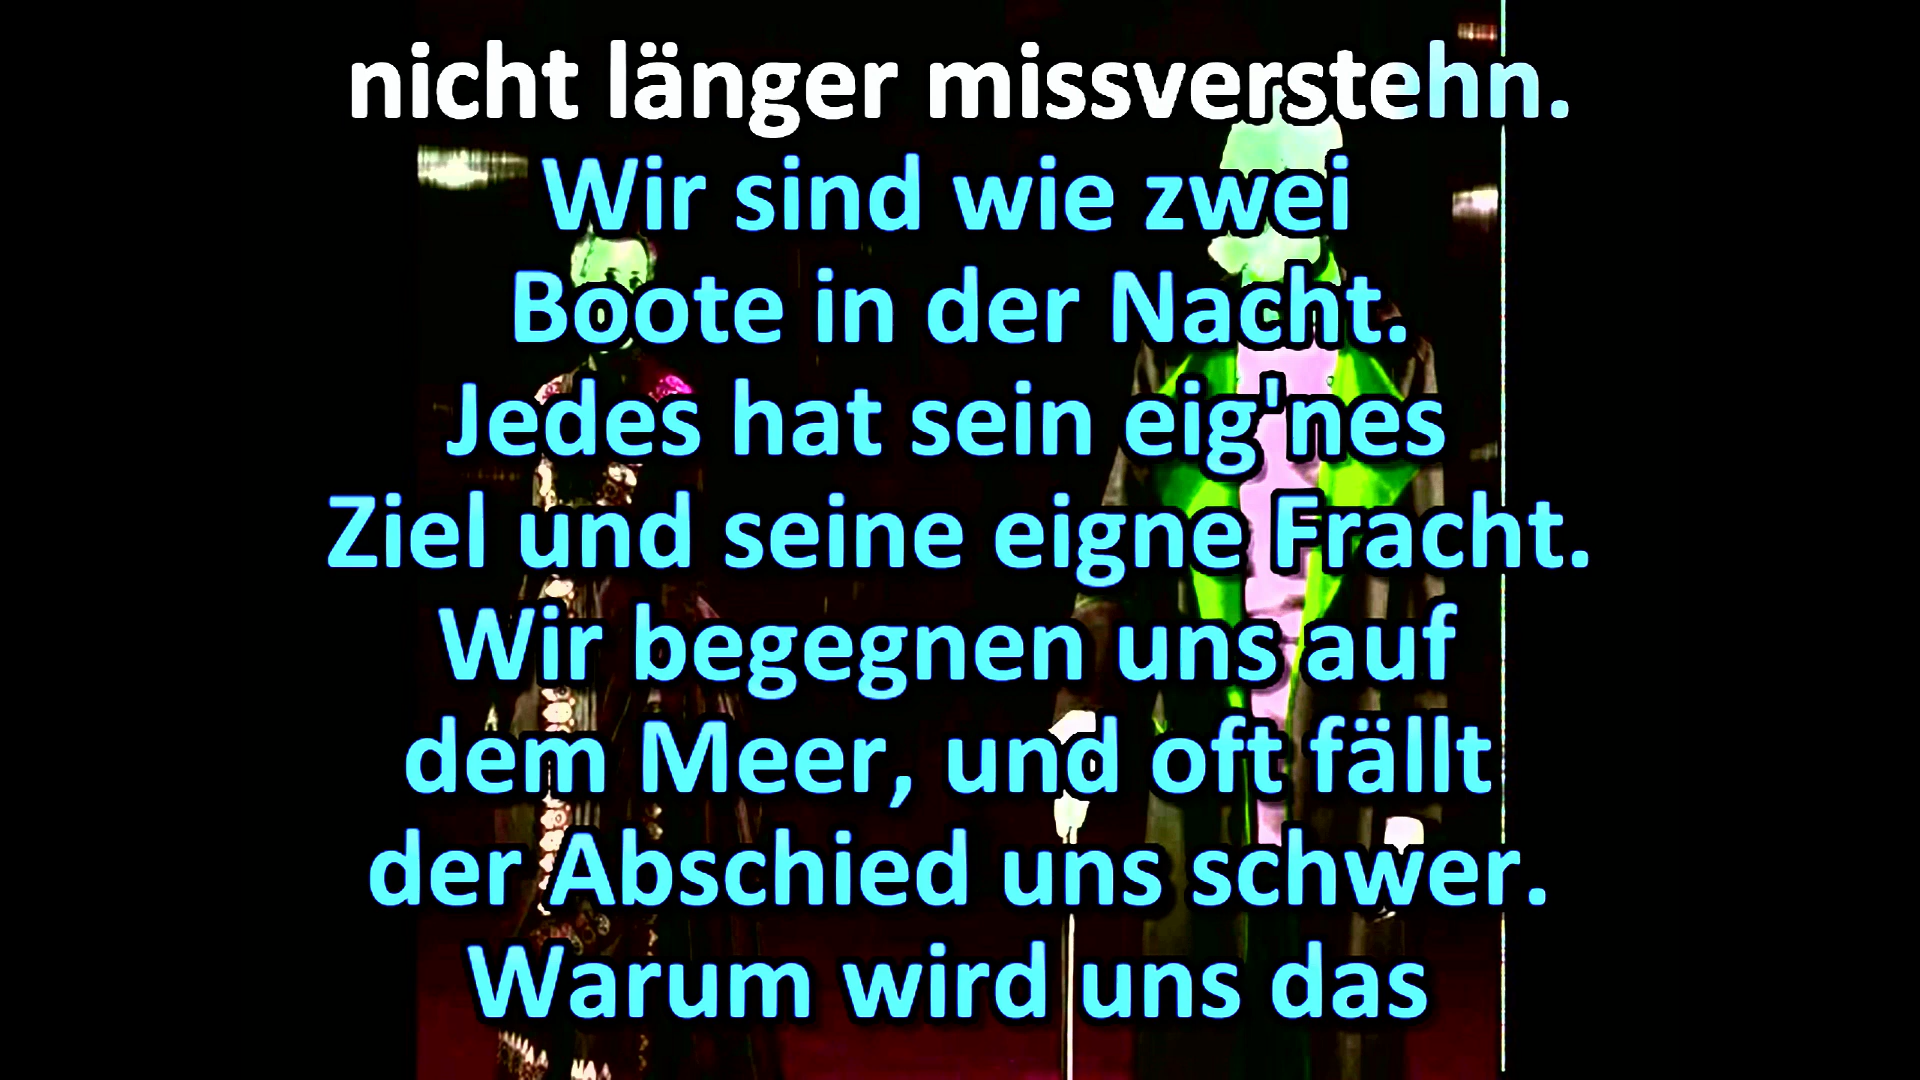 nicht länger missverstehn.
Wir sind wie zwei
Boote in der Nacht.
Jedes hat sein eig'nes
Ziel und seine eigne Fracht.
Wir begegnen uns auf
dem Meer, und oft fällt
der Abschied uns schwer.
Warum wird uns das